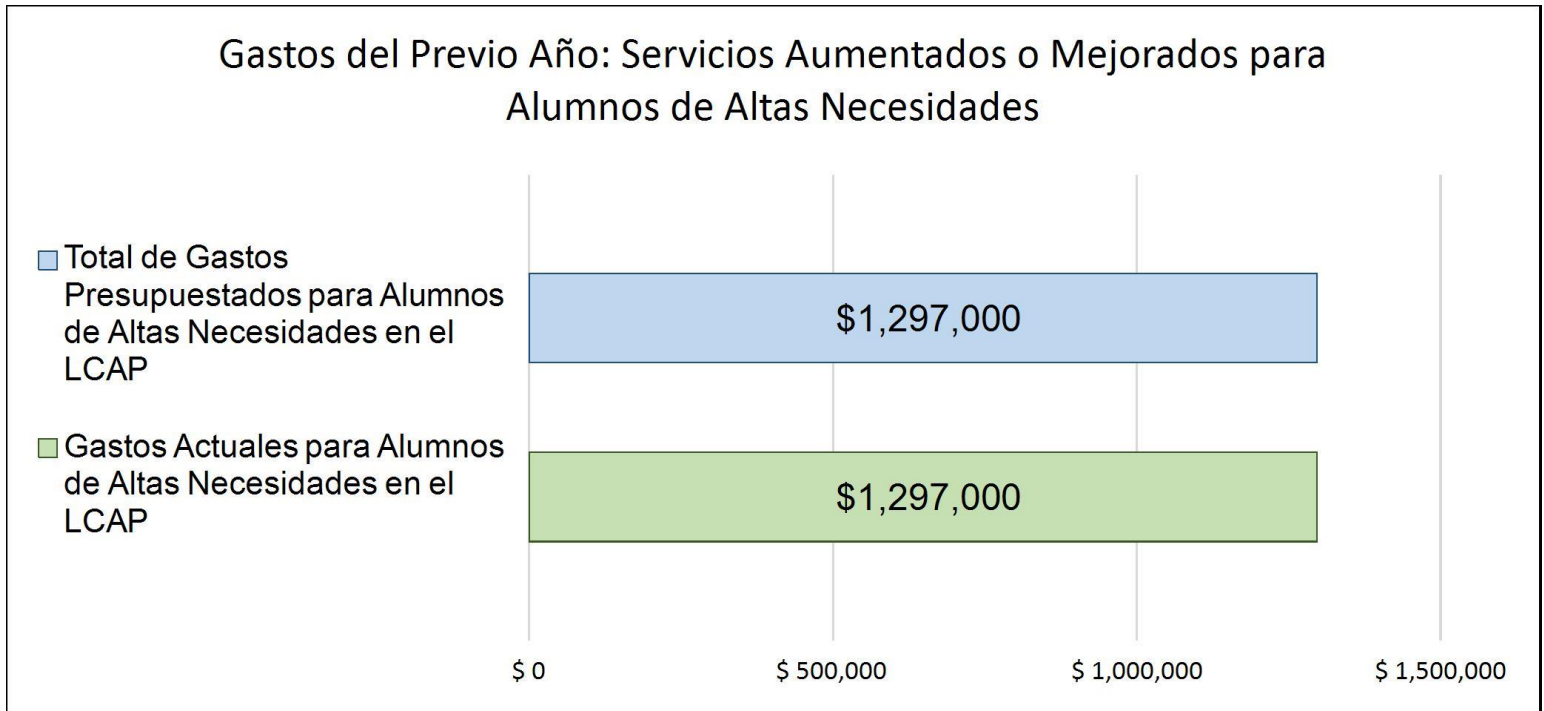 Gastos del Previo Año: Servicios Aumentados o Mejorados para
Alumnos de Altas Necesidades
Total de Gastos
Presupuestados para Alumnos
de Altas Necesidades en el
LCAP
$1,297,000
Gastos Actuales para Alumnos
de Altas Necesidades en el
LCAP
$1,297,000
$ 0
$ 500,000
$ 1,000,000
$ 1,500,000